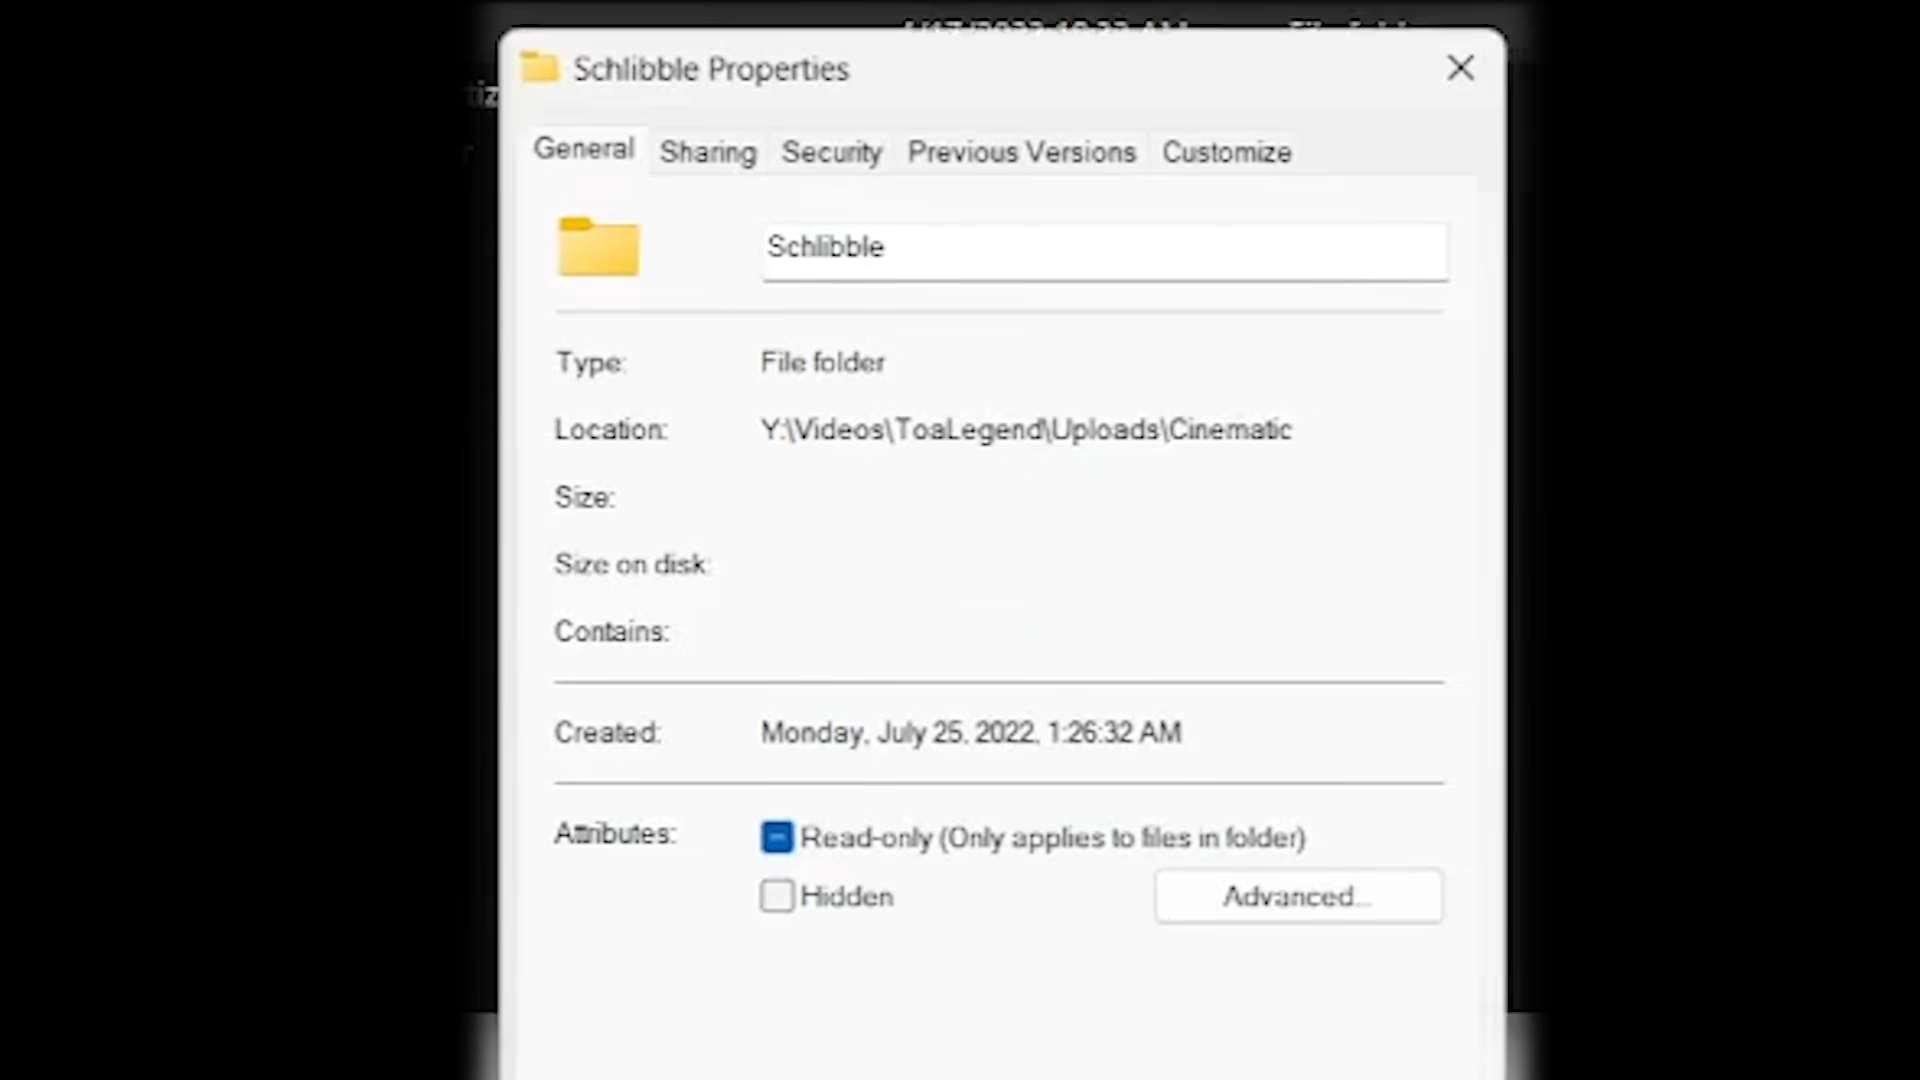 Schlibble Properties
General Sharing Security Previous Versions Customize
Schlibble
Type: File folder
Location: Y:\Videos\ToaLegend\Uploads\Cinematic
Size:
Size on disk:
Contains:
Created: Monday, July 25, 2022, 1:26:32 AM
Attributes: Read-only (Only applies to files in folder)
Hidden Advanced...